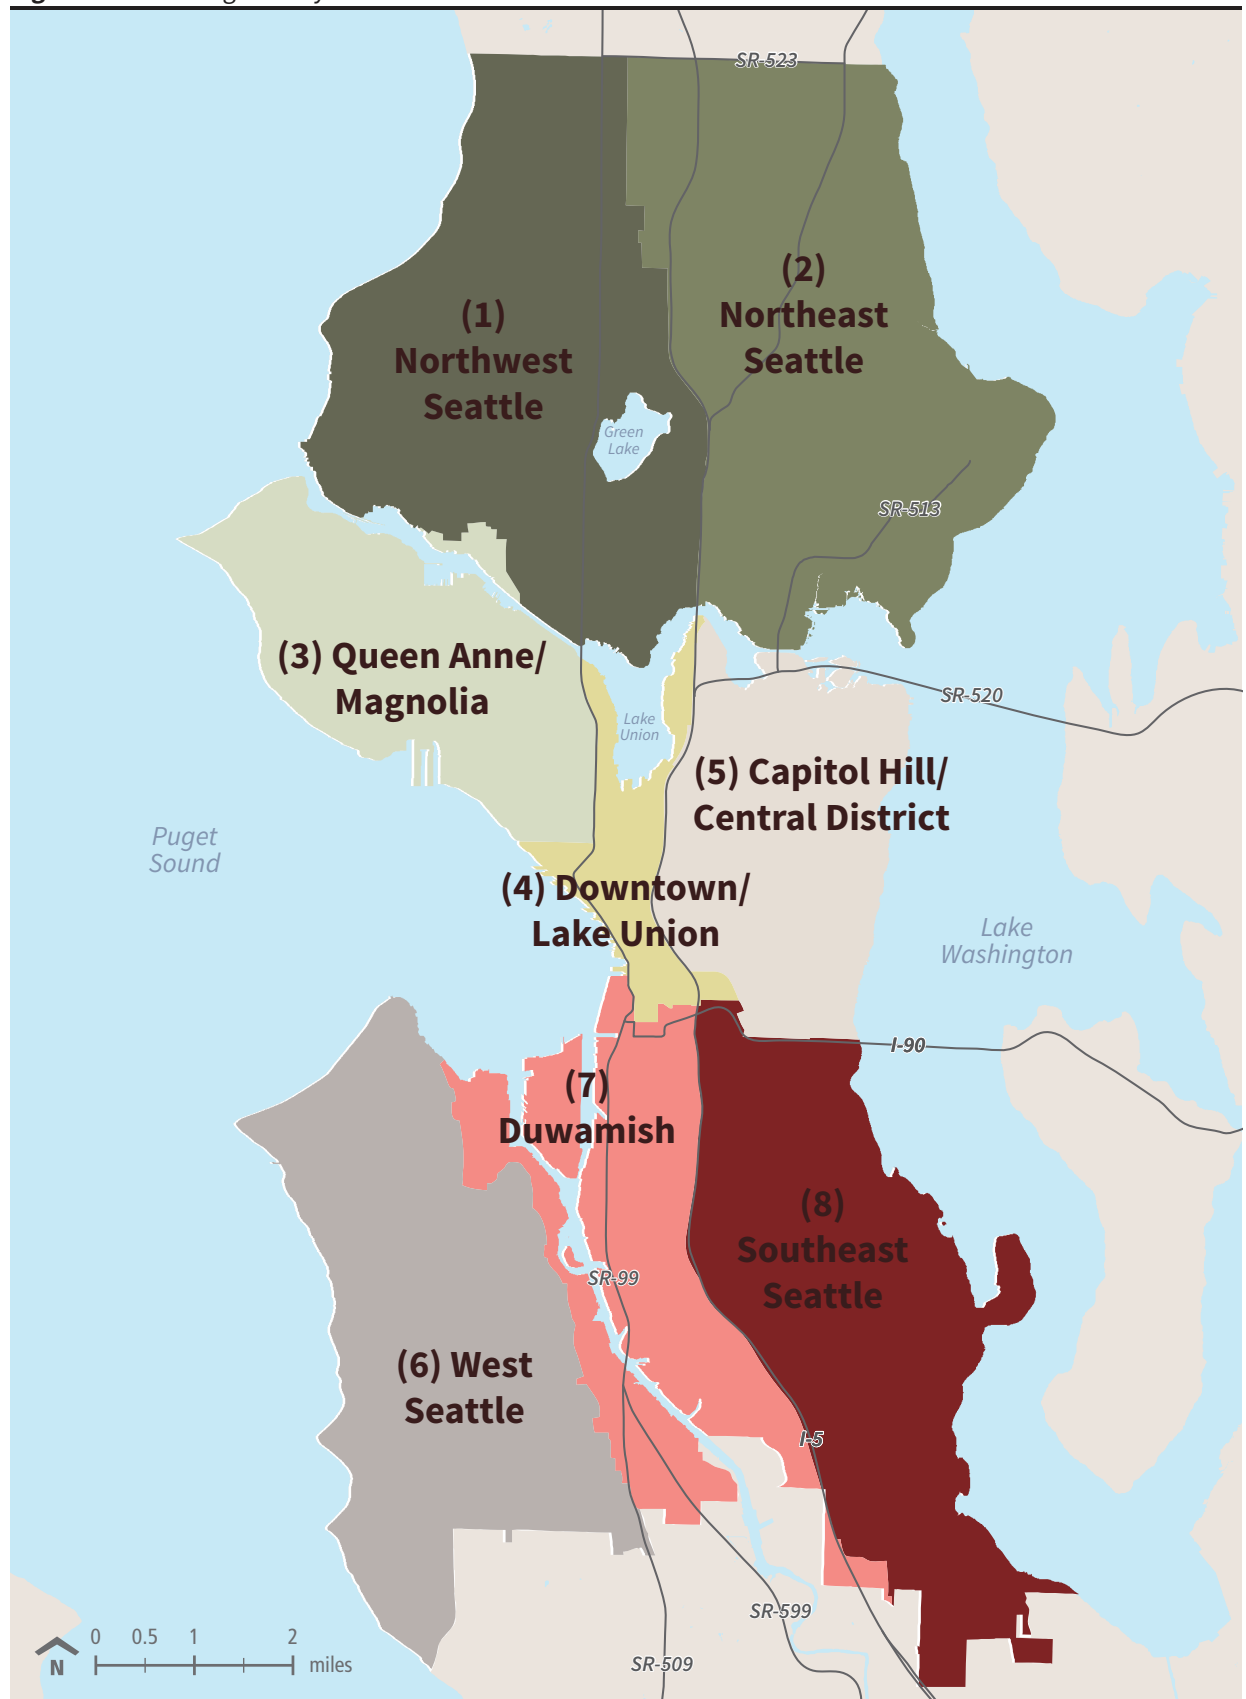 SR-523
(2)
Northeast
Seattle
(1)
Northwest
Seattle
Green
Lake
SR-513
(3) Queen Anne/
Magnolia
SR-520
Lake
Union
(5) Capitol Hill/
Central District
Puget
Sound
(4) Downtown/
Lake Union
Lake
Washington
I-90
(7)
Duwamish
(8)
Southeast
Seattle
SR-99
(6) West
Seattle
I-5
SR-599
0 0.5 1 2
N
miles
SR-509